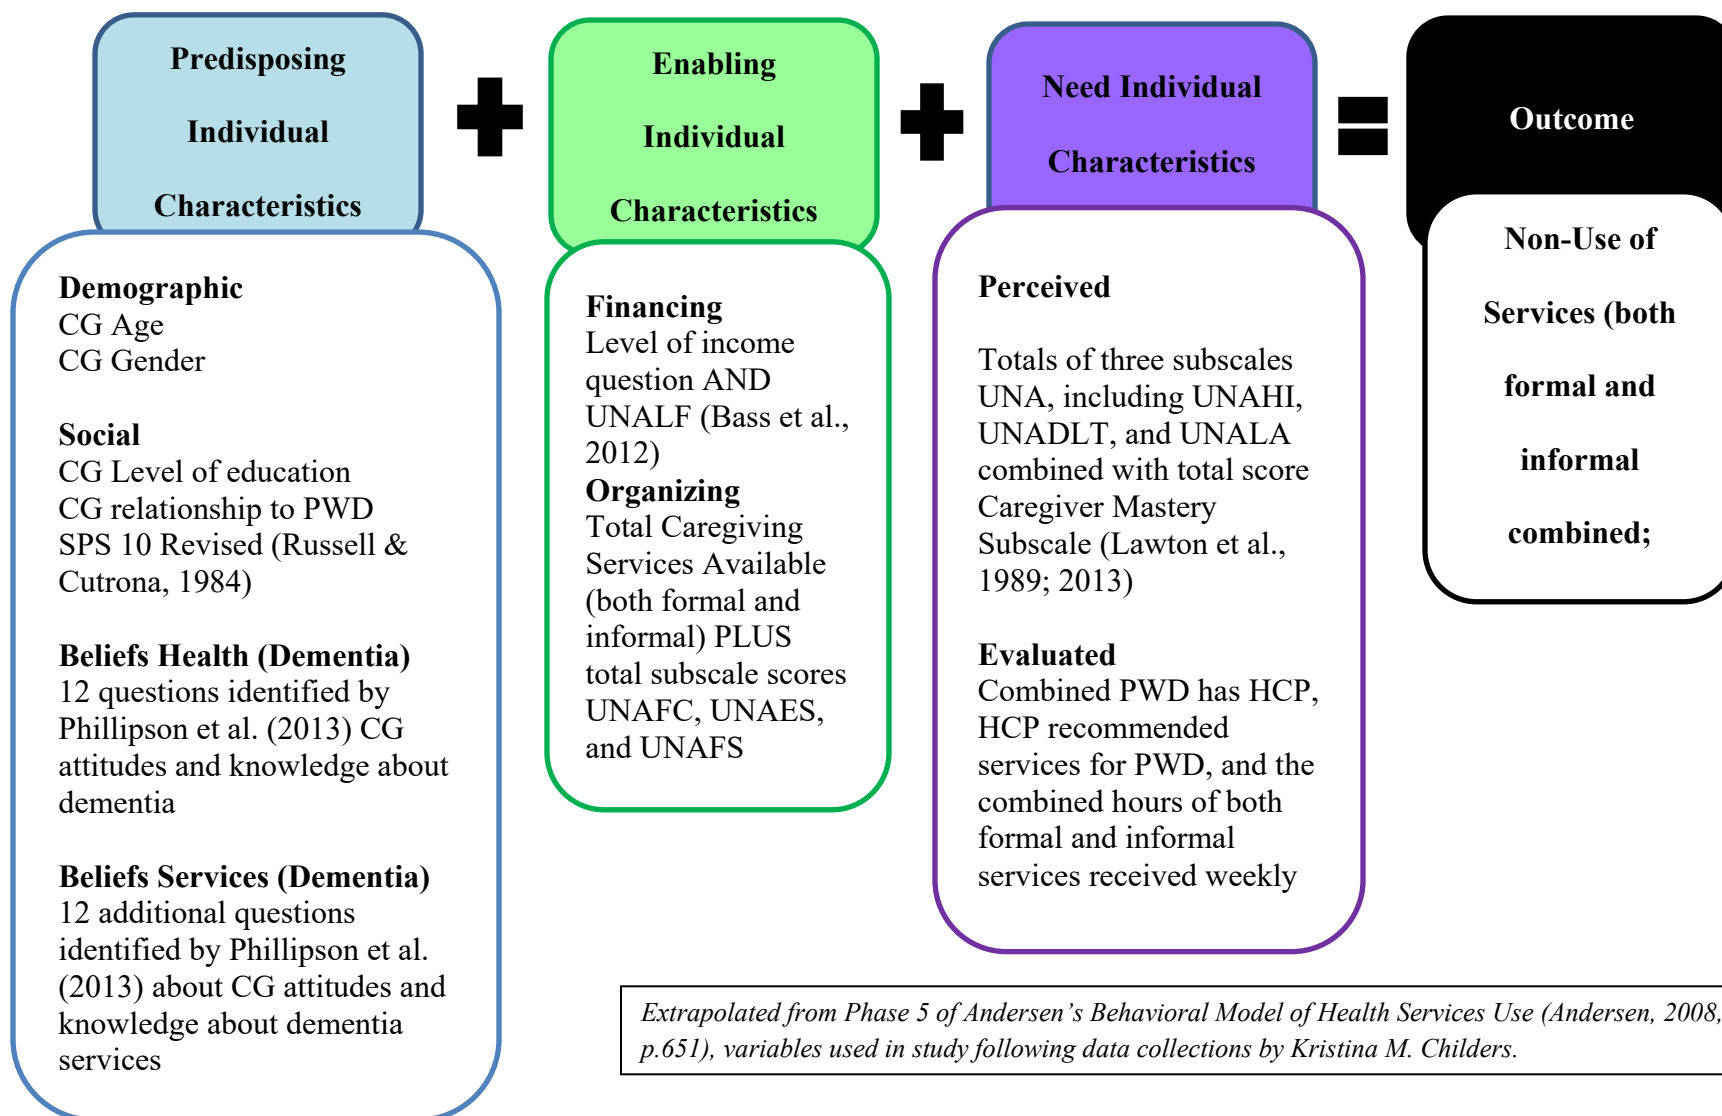 Predisposing
Individual
Characteristics
Demographic
CG Age
CG Gender
Social
CG Level of education
CG relationship to PWD
SPS 10 Revised (Russell &
Cutrona, 1984)
Beliefs Health (Dementia)
12 questions identified by
Phillipson et al. (2013) CG
attitudes and knowledge about
dementia
Beliefs Services (Dementia)
12 additional questions
identified by Phillipson et al.
(2013) about CG attitudes and
knowledge about dementia
services
Enabling
Individual
Characteristics
Financing
Level of income
question AND
UNALF (Bass et al.,
2012)
Organizing
Total Caregiving
Services Available
(both formal and
informal) PLUS
total subscale scores
UNAFC, UNAES,
and UNAFS
Need Individual
Characteristics
Perceived
Totals of three subscales
UNA, including UNAHI,
UNADLT, and UNALA
combined with total score
Caregiver Mastery
Subscale (Lawton et al.,
1989; 2013)
Evaluated
Combined PWD has HCP,
HCP recommended
services for PWD, and the
combined hours of both
formal and informal
services received weekly
Outcome
Non-Use of
Services (both
formal and
informal
combined;
Extrapolated from Phase 5 of Andersen’s Behavioral Model of Health Services Use (Andersen, 2008,
p.651), variables used in study following data collections by Kristina M. Childers.